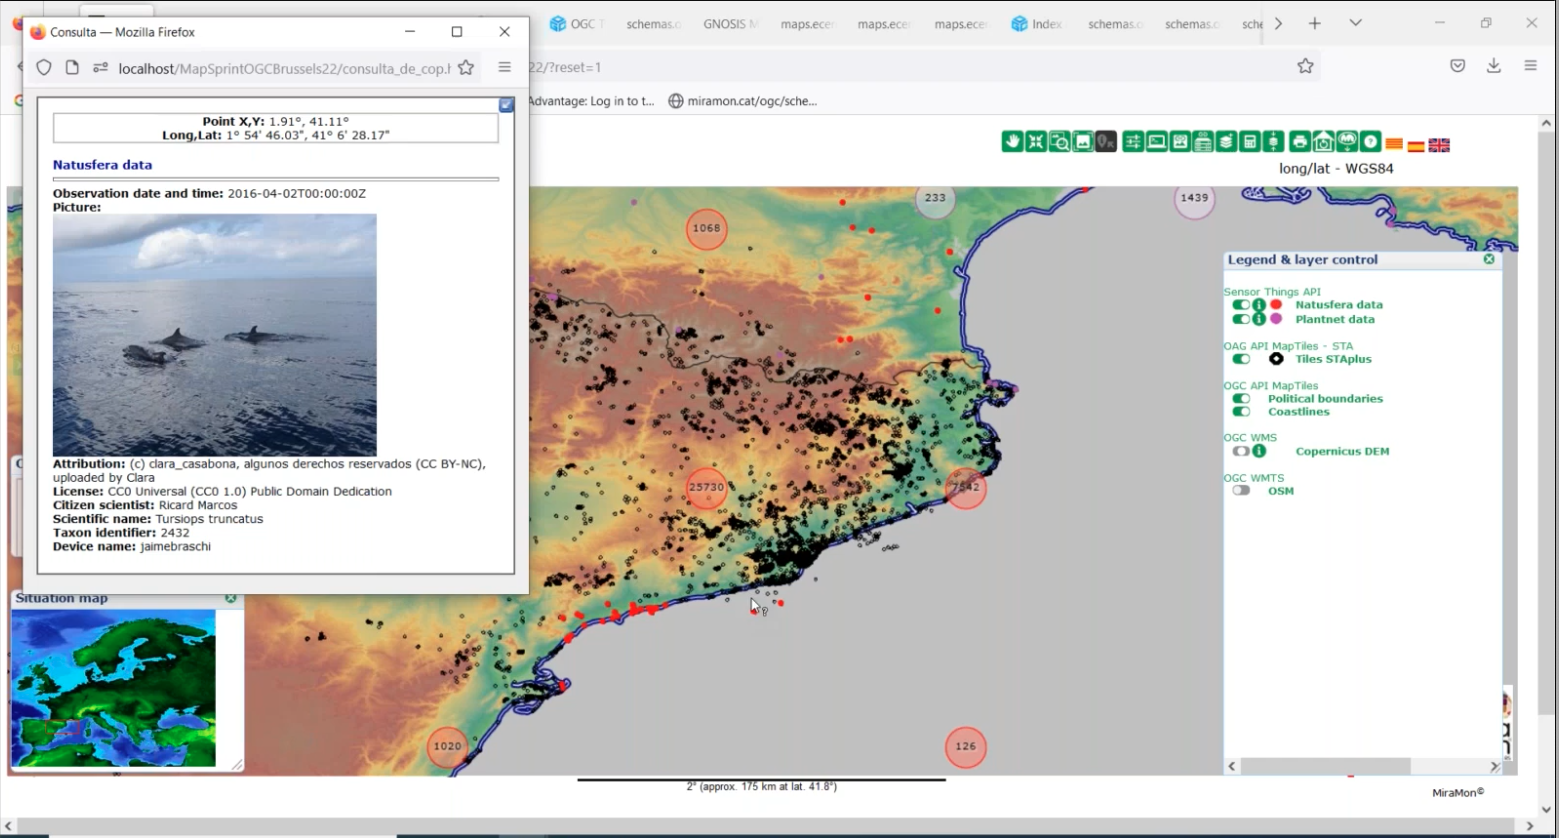 Consulta — Mozilla Firefox
localhost/MapSprintOGCBrussels22/consulta_de_cop.h
OGC T
schemas.o
GNOSIS M
maps.ecer
maps.ece
maps.ece
Index
schemas.o
schemas.o
sche
22/?reset=1
Advantage: Log in to t...
miramon.cat/ogc/sche...
Point X,Y: 1.91°, 41.11°
Long,Lat: 1° 54' 46.03", 41° 6' 28.17"
Natusfera data
Observation date and time: 2016-04-02T00:00:00Z
Picture:
Attribution: (c) clara_casabona, algunos derechos reservados (CC BY-NC),
uploaded by Clara
License: CC0 Universal (CC0 1.0) Public Domain Dedication
Citizen scientist: Ricard Marcos
Scientific name: Tursiops truncatus
Taxon identifier: 2432
Device name: jaimebraschi
long/lat - WGS84
1068
233
1439
25730
7542
1020
126
Legend & layer control
Sensor Things API
Natusfera data
Plantnet data
OAG API MapTiles - STA
Tiles STAplus
OGC API MapTiles
Political boundaries
Coastlines
OGC WMS
Copernicus DEM
OGC WMTS
OSM
Situation map
2° (approx. 175 km at lat. 41.8°)
MiraMon©